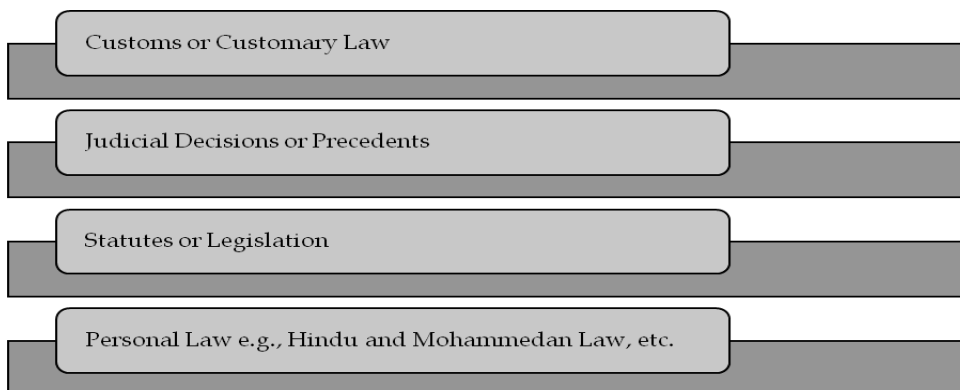 Customs or Customary Law
Judicial Decisions or Precedents
Statutes or Legislation
Personal Law e.g., Hindu and Mohammedan Law, etc.